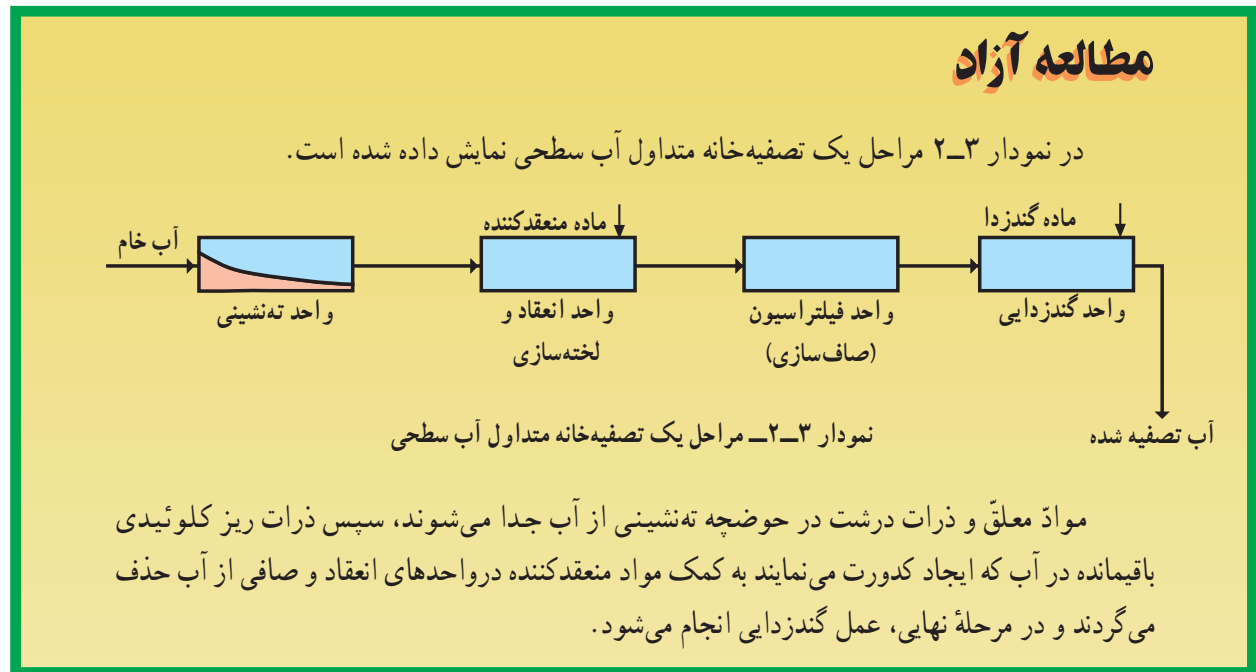 مطالعه آزاد
در نمودار ۳ــ۲ مراحل یک تصفیه‌خانه متداول آب سطحی نمایش داده شده است.
آب خام
ماده منعقدکننده
ماده گندزدا
واحد ته‌نشینی
واحد انعقاد و
لخته‌سازی
واحد فیلتراسیون
(صاف‌سازی)
واحد گندزدایی
آب تصفیه شده
نمودار ۳ــ۲ــ مراحل یک تصفیه‌خانه متداول آب سطحی
موادّ معلّق و ذرات درشت در حوضچه ته‌نشینی از آب جدا می‌شوند، سپس ذرات ریز کلوئیدی
باقیمانده در آب که ایجاد کدورت می‌نمایند به کمک مواد منعقدکننده درواحدهای انعقاد و صافی از آب حذف
می‌گردند و در مرحلهٔ نهایی، عمل گندزدایی انجام می‌شود.